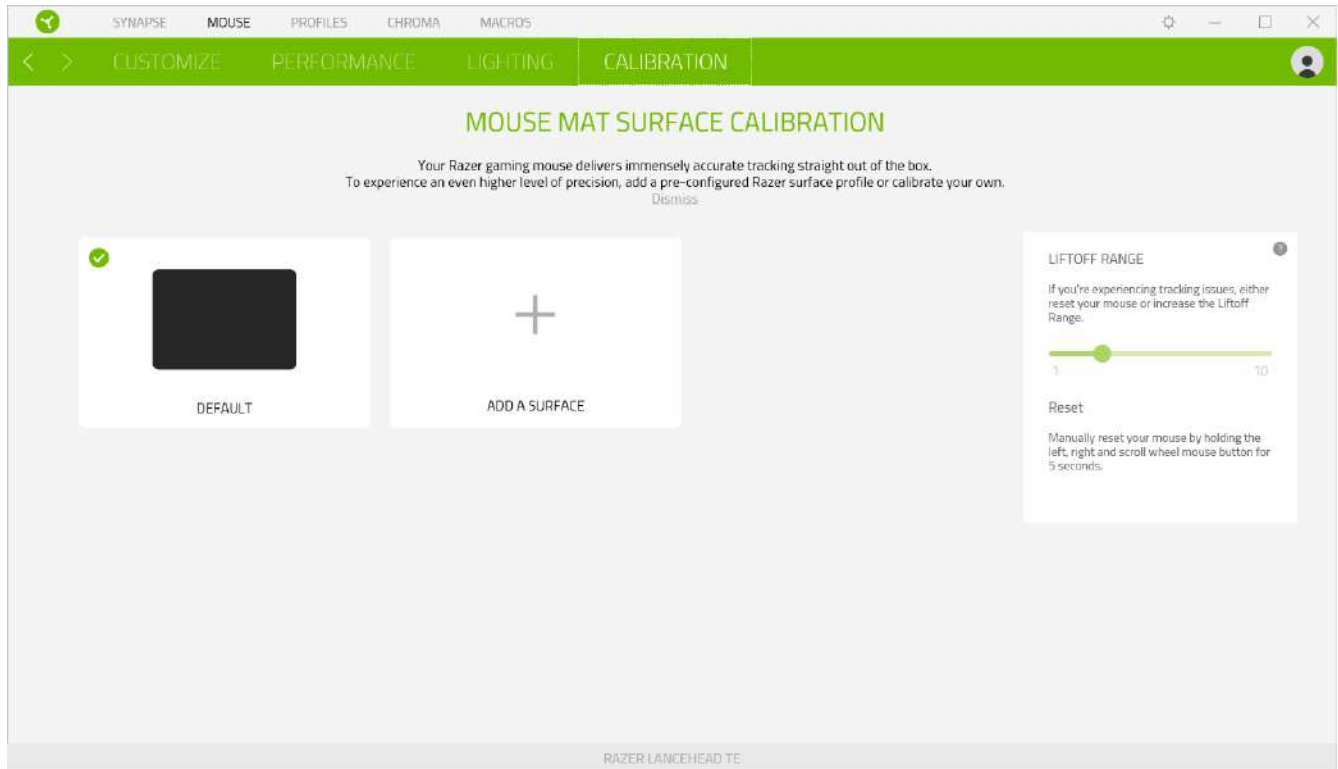 SYNAPSE MOUSE PROFILES CHROMA MACROS
CUSTOMIZE PERFORMANCE LIGHTING CALIBRATION
MOUSE MAT SURFACE CALIBRATION
Your Razer gaming mouse delivers immensely accurate tracking straight out of the box.
To experience an even higher level of precision, add a pre-configured Razer surface profile or calibrate your own.
Dismiss
DEFAULT
ADD A SURFACE
LIFTOFF RANGE
?
If you're experiencing tracking issues, either
reset your mouse or increase the Liftoff
Range.
1 10
Reset
Manually reset your mouse by holding the
left, right and scroll wheel mouse button for
5 seconds.
RAZER LANCEHEAD TE